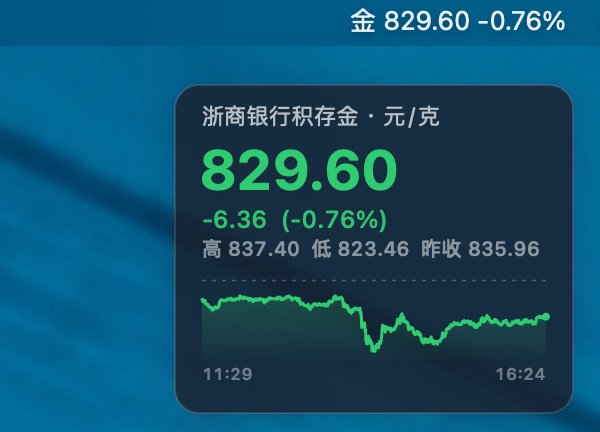 金 829.60 -0.76%
浙商银行积存金 · 元/克
829.60
-6.36 (-0.76%)
高 837.40 低 823.46 昨收 835.96
11:29 16:24